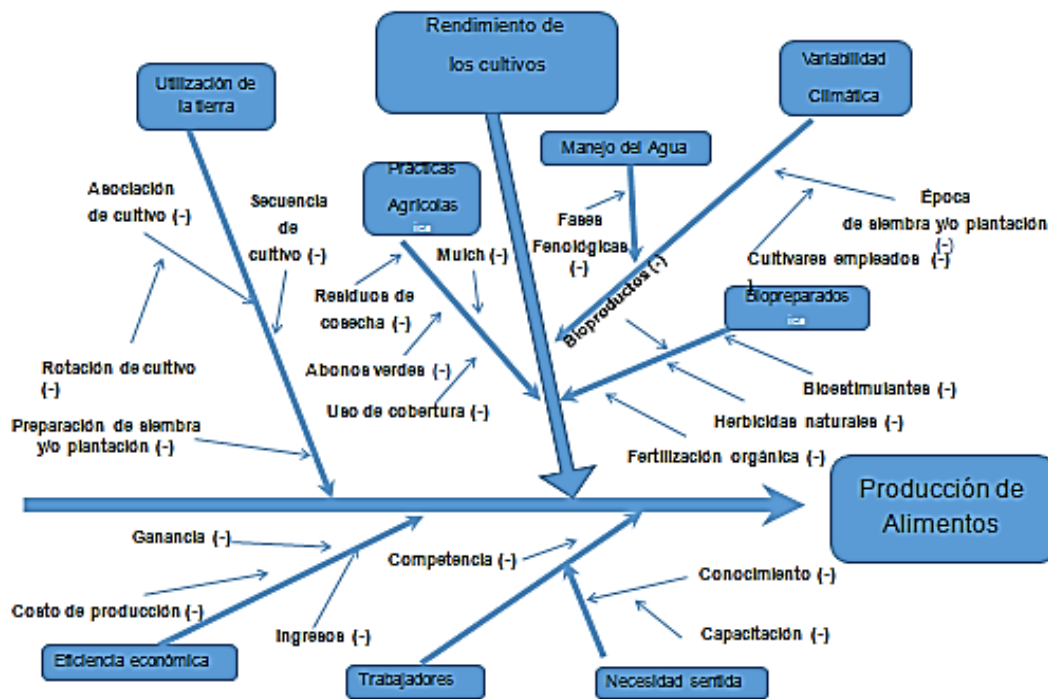 Rendimiento de
los cultivos
Utilización de
la tierra
Variabilidad
Climática
Manejo del Agua
Prácticas
Agrícolas
ica
Asociación
de cultivo (-)
Secuencia
de
cultivo (-)
Mulch (-)
Fases
Fenológicas
(-)
Época
de siembra y/o plantación
(-)
Cultivares empleados (-)
)
Bioproductos (-)
Residuos de
cosecha (-)
Biopreparados
ica
Rotación de cultivo
(-)
Abonos verdes (-)
Uso de cobertura (-)
Bioestimulantes (-)
Herbicidas naturales (-)
Preparación de siembra
y/o plantación (-)
Fertilización orgánica (-)
Producción de
Alimentos
Ganancia (-)
Competencia (-)
Conocimiento (-)
Costo de producción (-)
Ingresos (-)
Capacitación (-)
Eficiencia económica
Trabajadores
Necesidad sentida